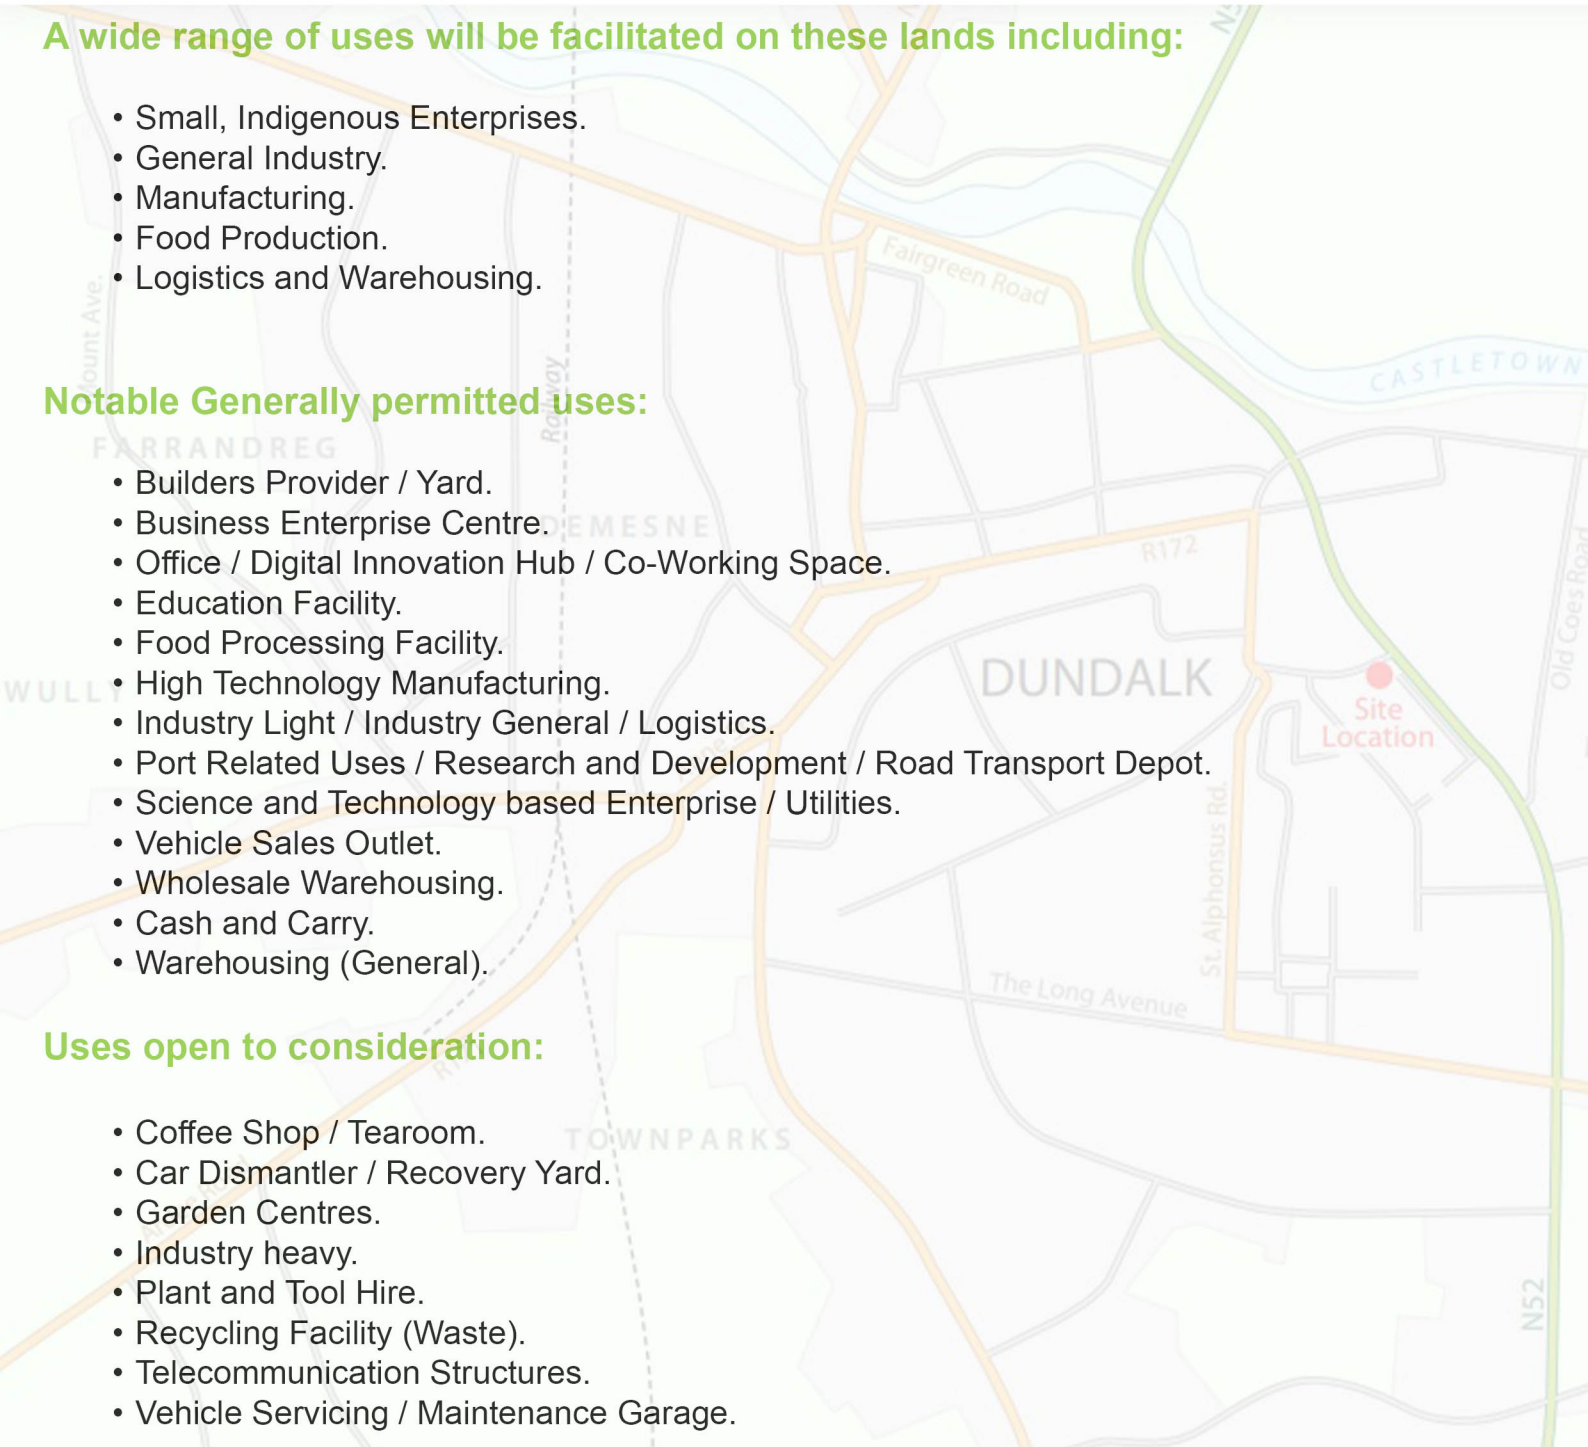 A wide range of uses will be facilitated on these lands including:
• Small, Indigenous Enterprises.
• General Industry.
• Manufacturing.
• Food Production.
• Logistics and Warehousing.
Notable Generally permitted uses:
• Builders Provider / Yard.
• Business Enterprise Centre.
• Office / Digital Innovation Hub / Co-Working Space.
• Education Facility.
• Food Processing Facility.
• High Technology Manufacturing.
• Industry Light / Industry General / Logistics.
• Port Related Uses / Research and Development / Road Transport Depot.
• Science and Technology based Enterprise / Utilities.
• Vehicle Sales Outlet.
• Wholesale Warehousing.
• Cash and Carry.
• Warehousing (General).
Uses open to consideration:
• Coffee Shop / Tearoom.
• Car Dismantler / Recovery Yard.
• Garden Centres.
• Industry heavy.
• Plant and Tool Hire.
• Recycling Facility (Waste).
• Telecommunication Structures.
• Vehicle Servicing / Maintenance Garage.
Fairgreen Road
Mount Ave.
Railway
CASTLETOWN
FARRANDREG
DEMESNE
R172
Old Coes Road
DUNDALK
Site
Location
St. Alphonsus Rd.
The Long Avenue
TOWNPARKS
N52